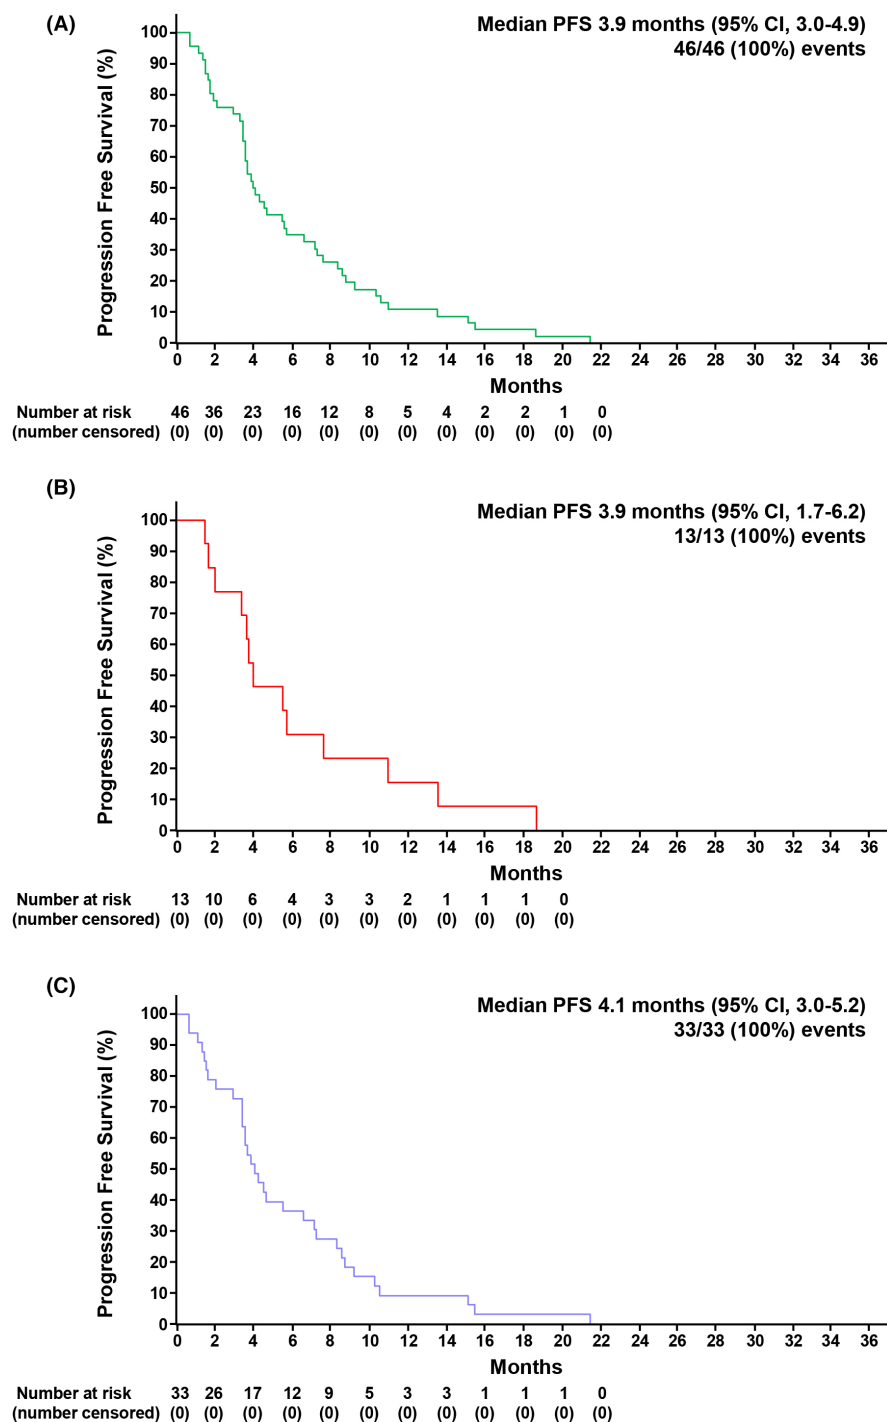 (A)
Median PFS 3.9 months (95% CI, 3.0-4.9)
46/46 (100%) events
Progression Free Survival (%)
100
90
80
70
60
50
40
30
20
10
0
0 2 4 6 8 10 12 14 16 18 20 22 24 26 28 30 32 34 36
Months
Number at risk 46 36 23 16 12 8 5 4 2 2 1 0
(number censored) (0) (0) (0) (0) (0) (0) (0) (0) (0) (0) (0) (0)
(B)
Median PFS 3.9 months (95% CI, 1.7-6.2)
13/13 (100%) events
Progression Free Survival (%)
100
90
80
70
60
50
40
30
20
10
0
0 2 4 6 8 10 12 14 16 18 20 22 24 26 28 30 32 34 36
Months
Number at risk 13 10 6 4 3 3 2 1 1 1 0
(number censored) (0) (0) (0) (0) (0) (0) (0) (0) (0) (0) (0)
(C)
Median PFS 4.1 months (95% CI, 3.0-5.2)
33/33 (100%) events
Progression Free Survival (%)
100
90
80
70
60
50
40
30
20
10
0
0 2 4 6 8 10 12 14 16 18 20 22 24 26 28 30 32 34 36
Months
Number at risk 33 26 17 12 9 5 3 3 1 1 1 0
(number censored) (0) (0) (0) (0) (0) (0) (0) (0) (0) (0) (0) (0)